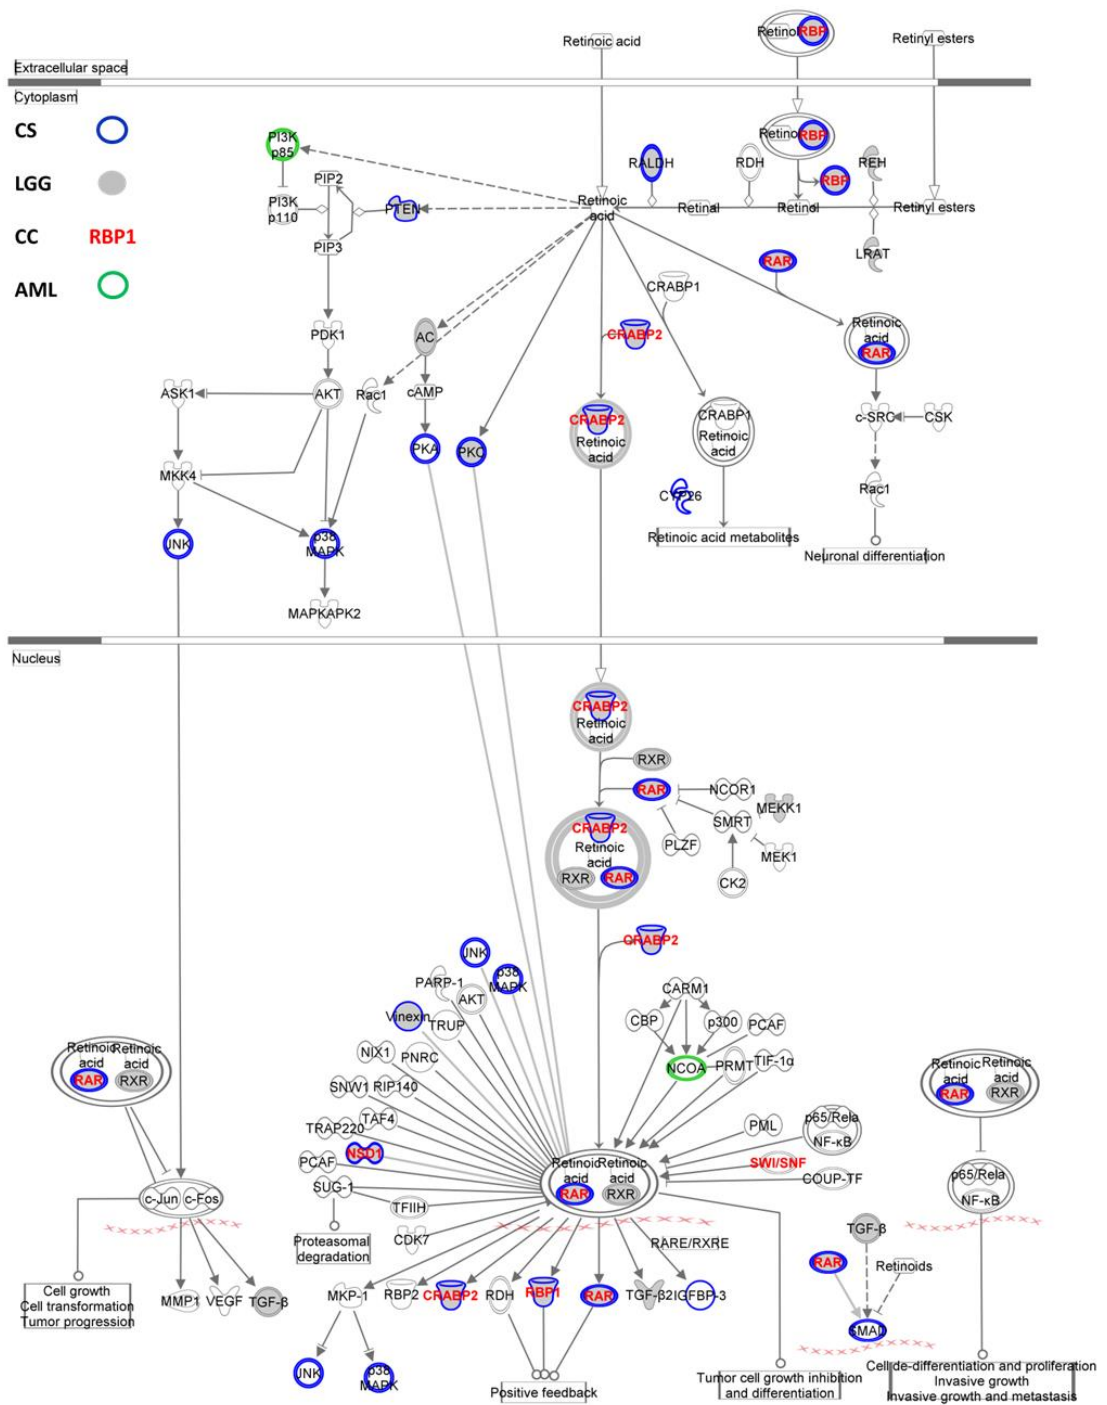 Retinoic acid
Retinol RBP
Retinyl esters
Extracellular space
Cytoplasm
CS
LGG
CC RBP1
AML
PI3K
p85
PI3K
p110
PIP2
PIP3
PTEN
Retinol RBP
RBP
RALDH
RDH
REH
Retinoic
acid
Retinal
Retinol
Retinyl esters
LRAT
RAR
CRABP1
CRABP2
Retinoic
acid
RAR
PDK1
AC
ASK1
AKT
Rac1
cAMP
CRABP2
Retinoic
acid
CRABP1
Retinoic
acid
c-SRC
CSK
PKA
PKC
MKK4
CYP26
Rac1
JNK
p38
MAPK
Retinoic acid metabolites
Neuronal differentiation
MAPKAPK2
Nucleus
CRABP2
Retinoic
acid
RXR
RAR
NCOR1
MEKK1
SMRT
PLZF
MEK1
CK2
CRABP2
Retinoic
acid
RXR
RAR
CRABP2
JNK
p38
MAPK
PARP-1
AKT
Vinexin
TRUP
NIX1
PNRC
SNW1
RIP140
TAF4
TRAP220
NSD1
PCAF
SUG-1
TFIIH
CDK7
Proteasomal
degradation
CARM1
CBP
p300
PCAF
NCOA
PRMT
TIF-1α
PML
p65/Rela
NF-κB
SWI/SNF
COUP-TF
Retinoic
acid
Retinoic
acid
RAR
RXR
Retinoic
acid
Retinoic
acid
RAR
RXR
c-Jun
c-Fos
Retinoic
acid
Retinoic
acid
RAR
RXR
p65/Rela
NF-κB
RARE/RXRE
TGF-β
RAR
Retinoids
SMAD
Cell growth
Cell transformation
Tumor progression
MMP1
VEGF
TGF-β
MKP-1
RBP2
CRABP2
RDH
RBP1
RAR
TGF-β2
IGFBP-3
JNK
p38
MAPK
Positive feedback
Tumor cell growth inhibition
and differentiation
Cell de-differentiation and proliferation
Invasive growth
Invasive growth and metastasis